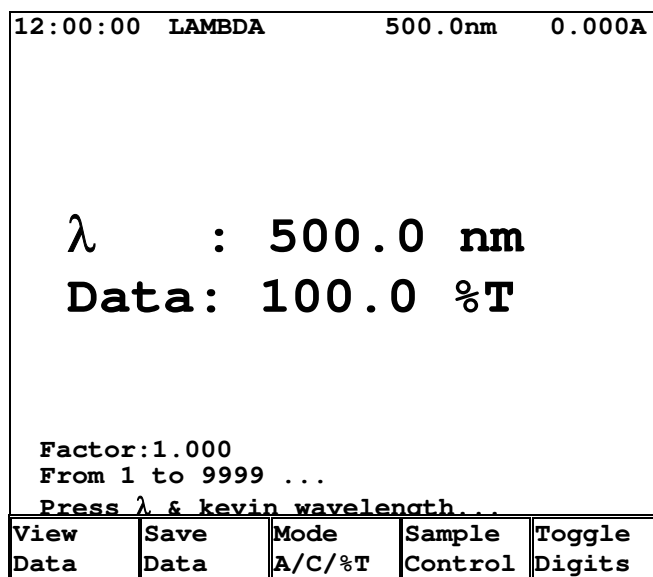 12:00:00 LAMBDA 500.0nm 0.000A
λ : 500.0 nm
Data: 100.0 %T
Factor:1.000
From 1 to 9999 ...
Press λ & kevin wavelength...
View Save Mode Sample Toggle
Data Data A/C/%T Control Digits